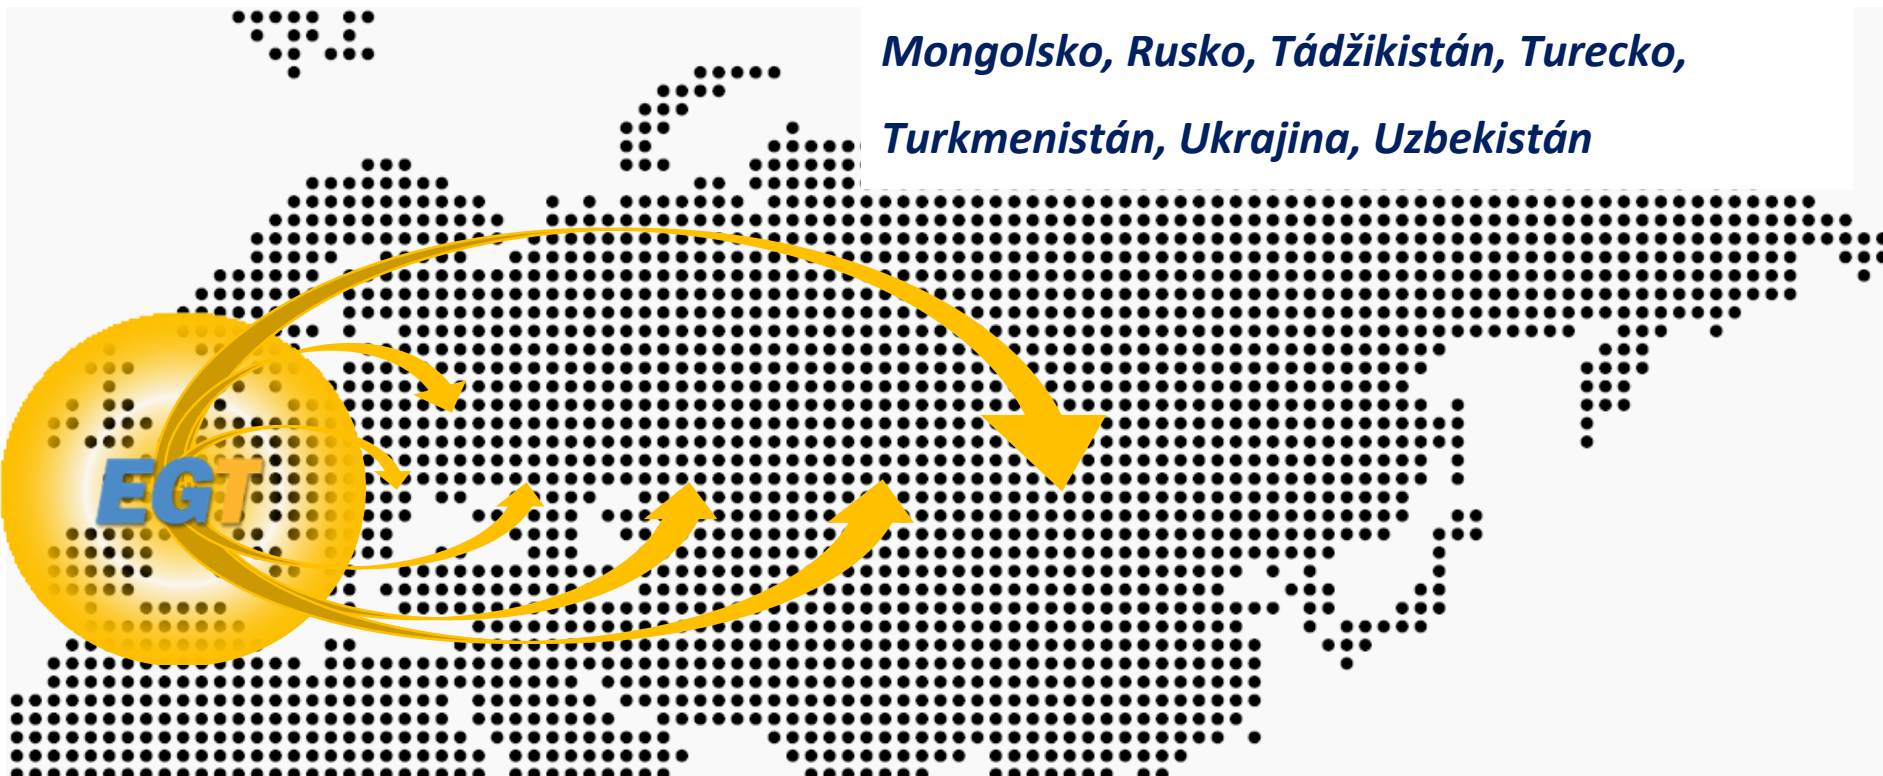 Mongolsko, Rusko, Tádžikistán, Turecko,
Turkmenistán, Ukrajina, Uzbekistán
EGT